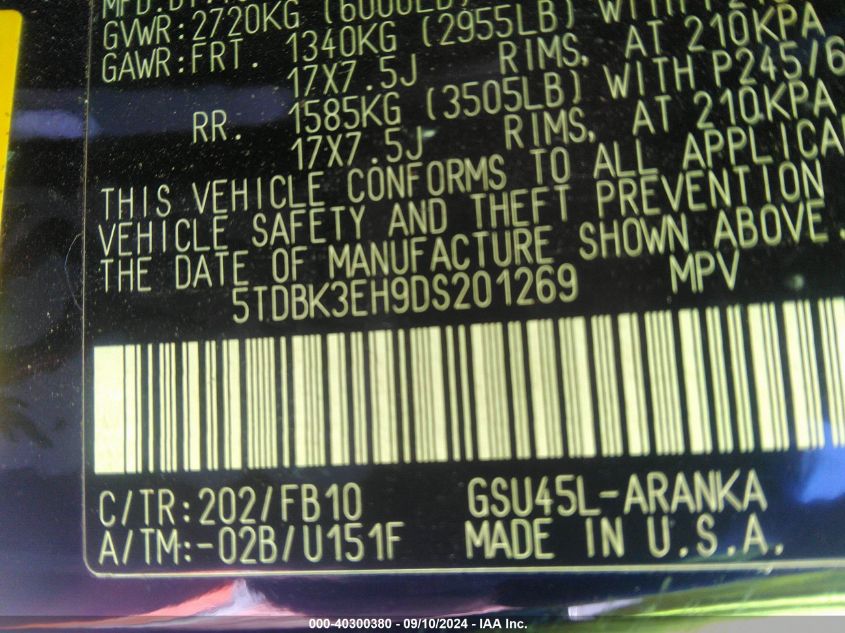 GVWR:2720KG (6000LB)
GAWR:FRT. 1340KG (2955LB) WITH P245
17X7.5J RIMS, AT 210KPA
RR. 1585KG (3505LB) WITH P245/6
17X7.5J RIMS, AT 210KPA
THIS VEHICLE CONFORMS TO ALL APPLICA
VEHICLE SAFETY AND THEFT PREVENTION
THE DATE OF MANUFACTURE SHOWN ABOVE.
5TDBK3EH9DS201269 MPV
C/TR:202/FB10 GSU45L-ARANKA
A/TM:-02B/U151F MADE IN U.S.A.
000-40300380 - 09/10/2024 - IAA Inc.